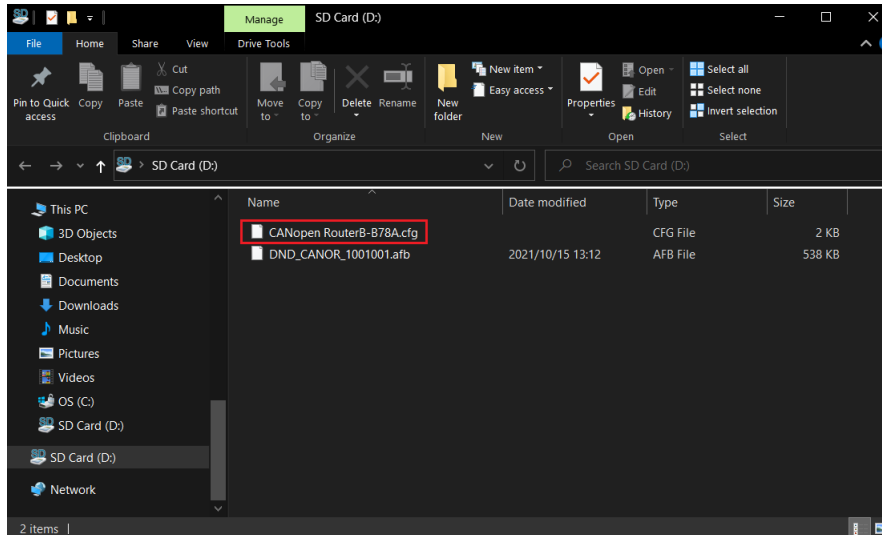 Manage SD Card (D:)
File Home Share View Drive Tools
Pin to Quick access
Copy
Paste
Cut
Copy path
Paste shortcut
Clipboard
Move to
Copy to
Delete
Rename
Organize
New folder
New item
Easy access
New
Properties
Open
Edit
History
Open
Select all
Select none
Invert selection
Select
SD Card (D:)
Search SD Card (D:)
This PC
3D Objects
Desktop
Documents
Downloads
Music
Pictures
Videos
OS (C:)
SD Card (D:)
SD Card (D:)
Network
Name Date modified Type Size
CANopen RouterB-B78A.cfg CFG File 2 KB
DND_CANOR_1001001.afb 2021/10/15 13:12 AFB File 538 KB
2 items